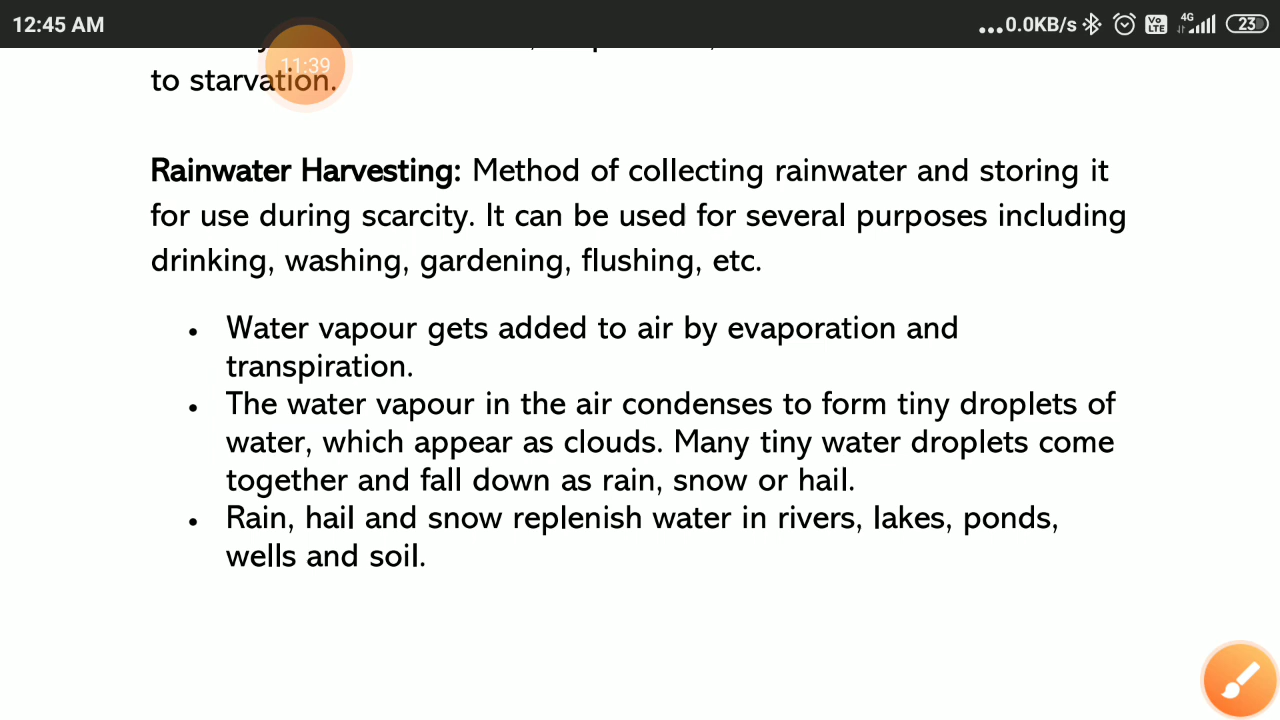 12:45 AM
...0.0KB/s
Vo LTE
4G
23
11:39
to starvation.
Rainwater Harvesting: Method of collecting rainwater and storing it
for use during scarcity. It can be used for several purposes including
drinking, washing, gardening, flushing, etc.
• Water vapour gets added to air by evaporation and
transpiration.
• The water vapour in the air condenses to form tiny droplets of
water, which appear as clouds. Many tiny water droplets come
together and fall down as rain, snow or hail.
• Rain, hail and snow replenish water in rivers, lakes, ponds,
wells and soil.